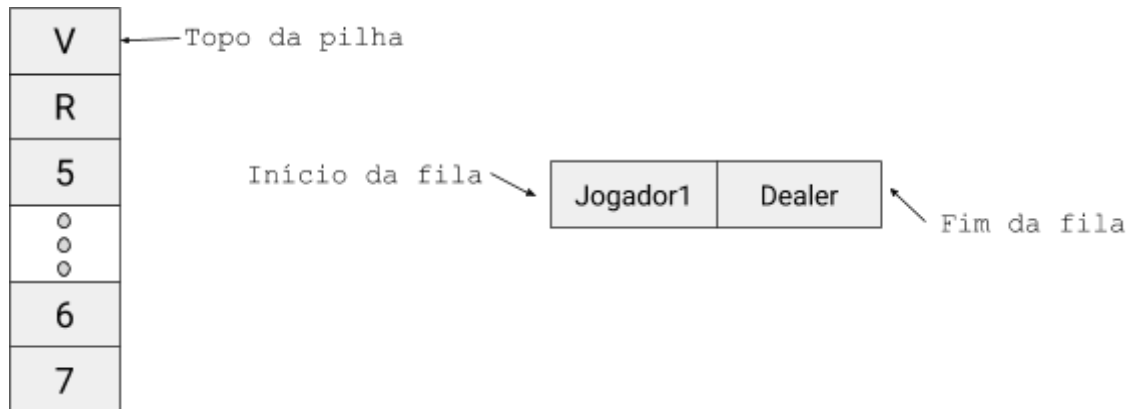 V
Topo da pilha
R
5
Início da fila
Jogador1
Dealer
Fim da fila
6
7